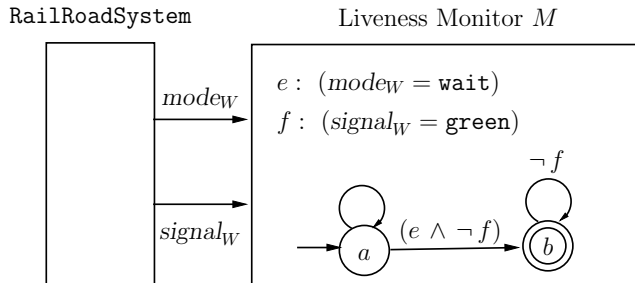 RailRoadSystem
Liveness Monitor M
mode_W
e : (mode_W = wait)
f : (signal_W = green)
¬ f
signal_W
(e ∧ ¬ f)
a
b